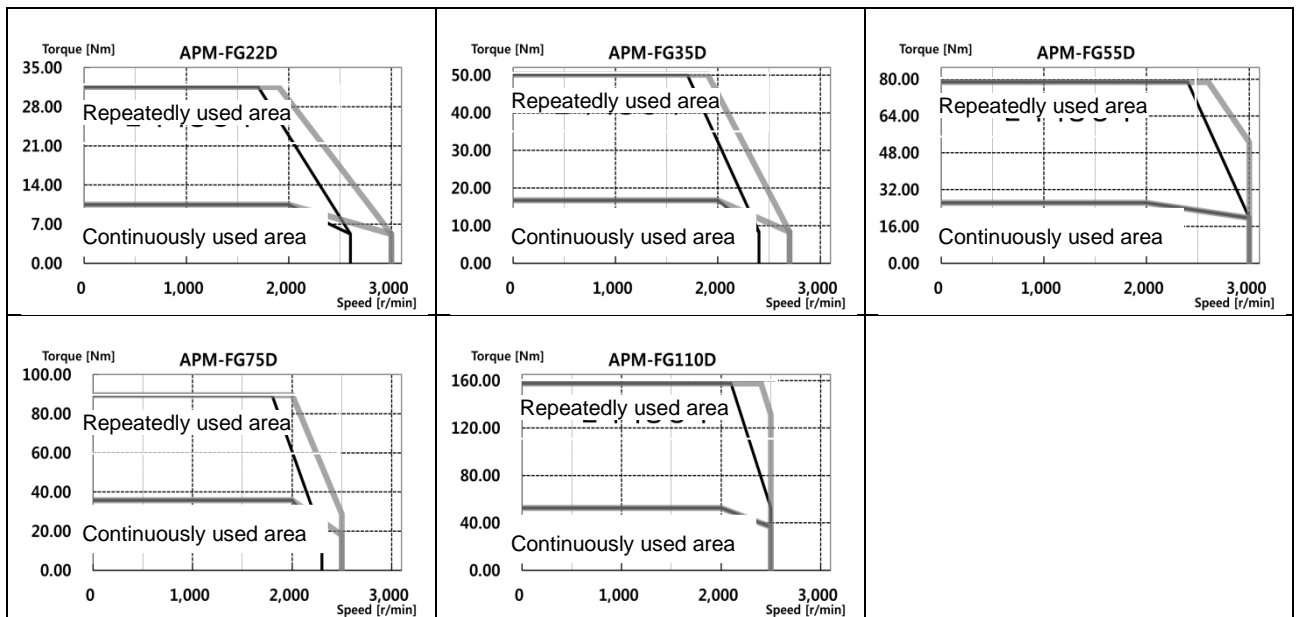 Torque [Nm] APM-FG22D
35.00
28.00
Repeatedly used area
21.00
14.00
7.00
Continuously used area
0.00
0 1,000 2,000 3,000
Speed [r/min]
Torque [Nm] APM-FG35D
50.00
Repeatedly used area
40.00
30.00
20.00
10.00
Continuously used area
0.00
0 1,000 2,000 3,000
Speed [r/min]
Torque [Nm] APM-FG55D
80.00
Repeatedly used area
64.00
48.00
32.00
16.00
Continuously used area
0.00
0 1,000 2,000 3,000
Speed [r/min]
Torque [Nm] APM-FG75D
100.00
80.00
Repeatedly used area
60.00
40.00
20.00
Continuously used area
0.00
0 1,000 2,000 3,000
Speed [r/min]
Torque [Nm] APM-FG110D
160.00
Repeatedly used area
120.00
80.00
40.00
Continuously used area
0.00
0 1,000 2,000 3,000
Speed [r/min]